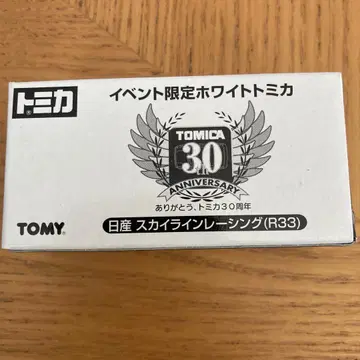 トミカ
イベント限定ホワイトトミカ
TOMICA
30
th
ANNIVERSARY
ありがとう、トミカ30周年
TOMY®
日産 スカイラインレーシング(R33)